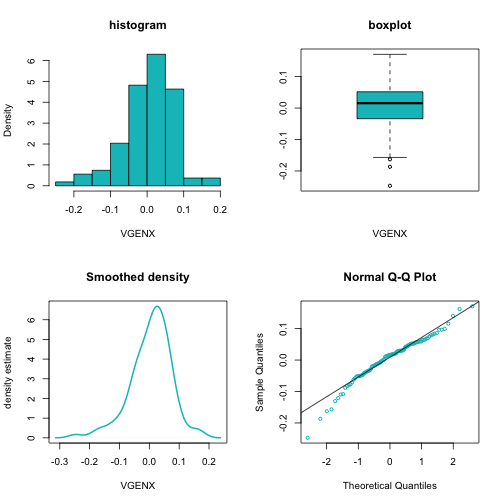 histogram
Density
0 1 2 3 4 5 6
-0.2 -0.1 0.0 0.1 0.2
VGENX
boxplot
-0.2 -0.1 0.0 0.1
VGENX
Smoothed density
density estimate
0 1 2 3 4 5 6
-0.3 -0.2 -0.1 0.0 0.1 0.2
VGENX
Normal Q-Q Plot
Sample Quantiles
-0.2 -0.1 0.0 0.1
-2 -1 0 1 2
Theoretical Quantiles